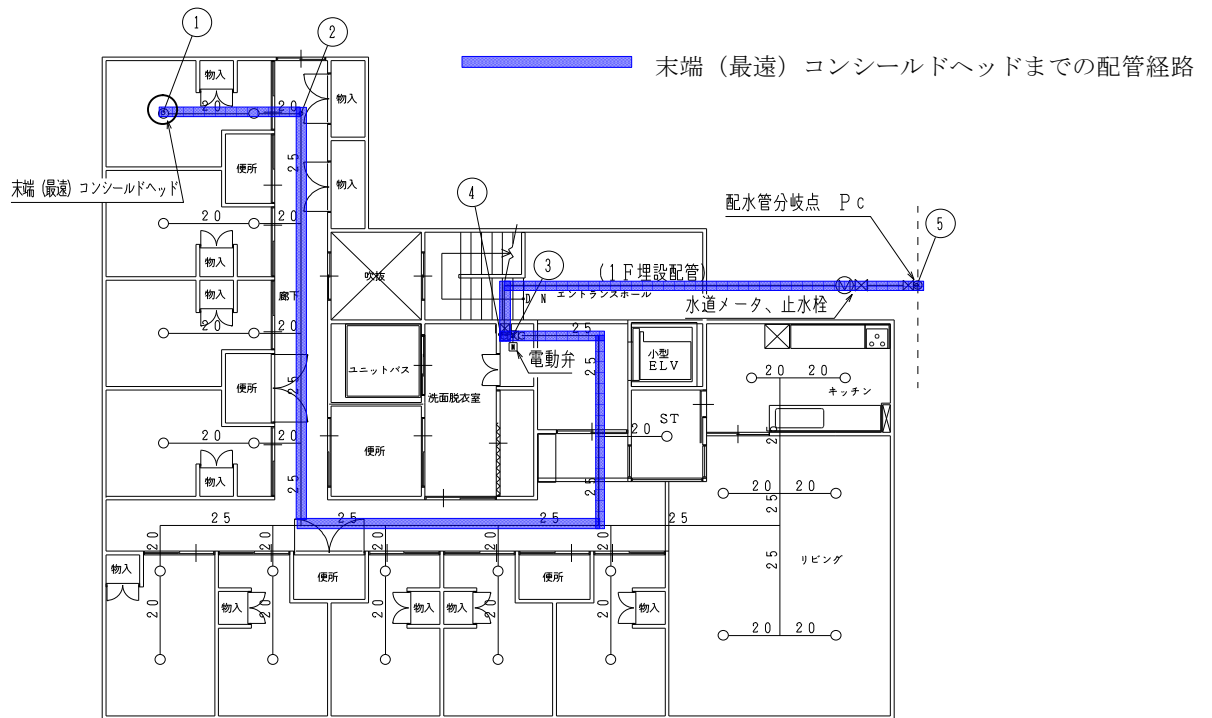 ①
②
末端（最遠）コンシールドヘッドまでの配管経路
物入
20
20
物入
25
便所
末端（最遠）コンシールドヘッド
物入
④
配水管分岐点　Pc
⑤
20
20
③
物入
吹抜
(1F埋設配管)
DN
エントランスホール
水道メータ、止水栓
M
物入
廊下
20
20
25
M
電動弁
小型
ELV
25
25
ユニットバス
便所
洗面脱衣室
20
20
キッチン
20
20
ST
20
便所
25
物入
25
25
20
20
25
25
25
25
25
20
20
20
20
20
25
リビング
物入
便所
便所
20
20
20
20
20
物入
物入
物入
物入
20
20